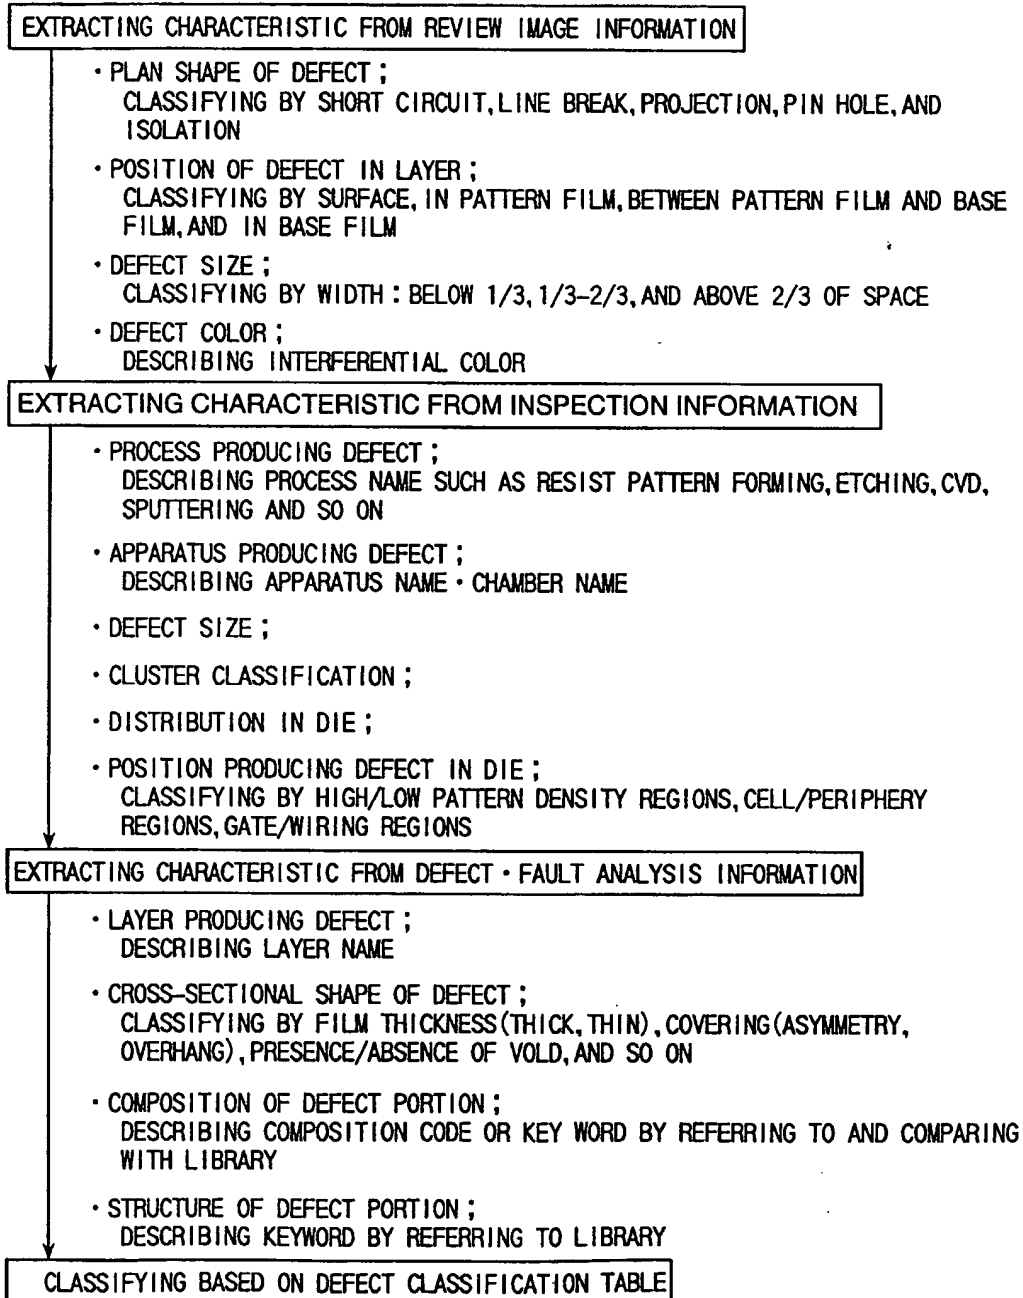 EXTRACTING CHARACTERISTIC FROM REVIEW IMAGE INFORMATION
・PLAN SHAPE OF DEFECT;
CLASSIFYING BY SHORT CIRCUIT, LINE BREAK, PROJECTION, PIN HOLE, AND
ISOLATION
・POSITION OF DEFECT IN LAYER;
CLASSIFYING BY SURFACE, IN PATTERN FILM, BETWEEN PATTERN FILM AND BASE
FILM, AND IN BASE FILM
・DEFECT SIZE;
CLASSIFYING BY WIDTH: BELOW 1/3, 1/3-2/3, AND ABOVE 2/3 OF SPACE
・DEFECT COLOR;
DESCRIBING INTERFERENTIAL COLOR
EXTRACTING CHARACTERISTIC FROM INSPECTION INFORMATION
・PROCESS PRODUCING DEFECT;
DESCRIBING PROCESS NAME SUCH AS RESIST PATTERN FORMING, ETCHING, CVD,
SPUTTERING AND SO ON
・APPARATUS PRODUCING DEFECT;
DESCRIBING APPARATUS NAME・CHAMBER NAME
・DEFECT SIZE;
・CLUSTER CLASSIFICATION;
・DISTRIBUTION IN DIE;
・POSITION PRODUCING DEFECT IN DIE;
CLASSIFYING BY HIGH/LOW PATTERN DENSITY REGIONS, CELL/PERIPHERY
REGIONS, GATE/WIRING REGIONS
EXTRACTING CHARACTERISTIC FROM DEFECT・FAULT ANALYSIS INFORMATION
・LAYER PRODUCING DEFECT;
DESCRIBING LAYER NAME
・CROSS-SECTIONAL SHAPE OF DEFECT;
CLASSIFYING BY FILM THICKNESS(THICK, THIN), COVERING(ASYMMETRY,
OVERHANG), PRESENCE/ABSENCE OF VOLD, AND SO ON
・COMPOSITION OF DEFECT PORTION;
DESCRIBING COMPOSITION CODE OR KEY WORD BY REFERRING TO AND COMPARING
WITH LIBRARY
・STRUCTURE OF DEFECT PORTION;
DESCRIBING KEYWORD BY REFERRING TO LIBRARY
CLASSIFYING BASED ON DEFECT CLASSIFICATION TABLE